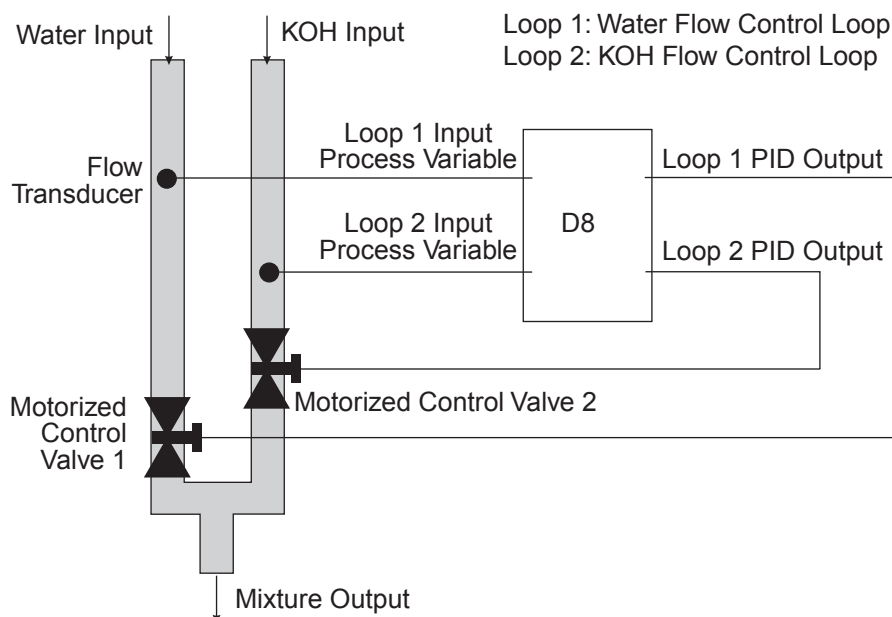 Water Input
KOH Input
Loop 1: Water Flow Control Loop
Loop 2: KOH Flow Control Loop
Loop 1 Input
Process Variable
Flow
Transducer
Loop 1 PID Output
Loop 2 Input
Process Variable
D8
Loop 2 PID Output
Motorized Control Valve 2
Motorized
Control
Valve 1
Mixture Output